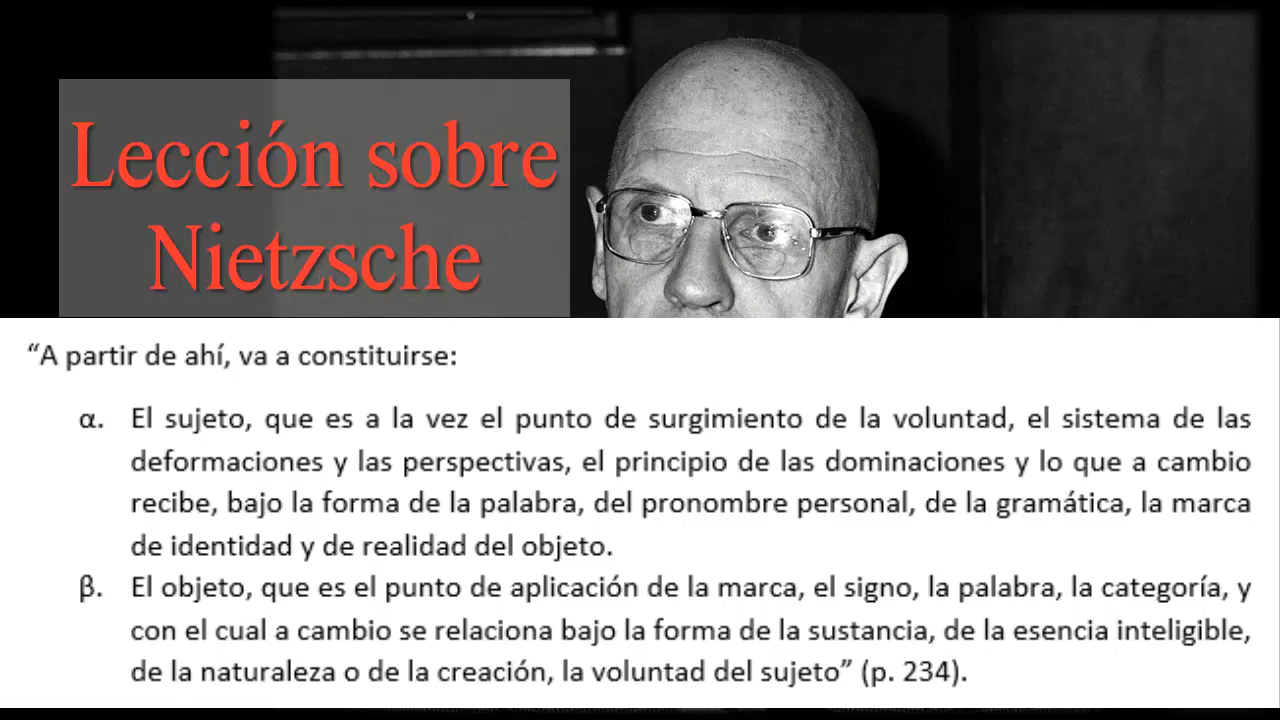 Lección sobre
Nietzsche
“A partir de ahí, va a constituirse:
α. El sujeto, que es a la vez el punto de surgimiento de la voluntad, el sistema de las
deformaciones y las perspectivas, el principio de las dominaciones y lo que a cambio
recibe, bajo la forma de la palabra, del pronombre personal, de la gramática, la marca
de identidad y de realidad del objeto.
β. El objeto, que es el punto de aplicación de la marca, el signo, la palabra, la categoría, y
con el cual a cambio se relaciona bajo la forma de la sustancia, de la esencia inteligible,
de la naturaleza o de la creación, la voluntad del sujeto” (p. 234).